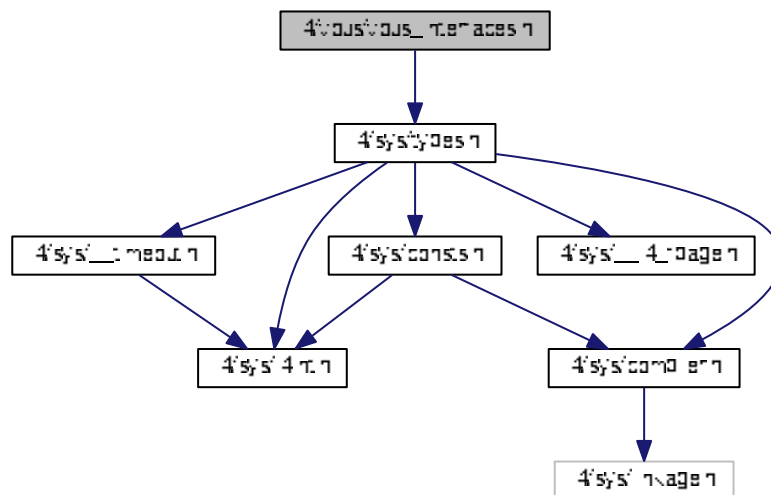 l4/vbus/vbus_interfaces.h
l4/sys/types.h
l4/sys/__timeout.h
l4/sys/consts.h
l4/sys/__l4_fpage.h
l4/sys/l4int.h
l4/sys/compiler.h
l4/sys/linkage.h